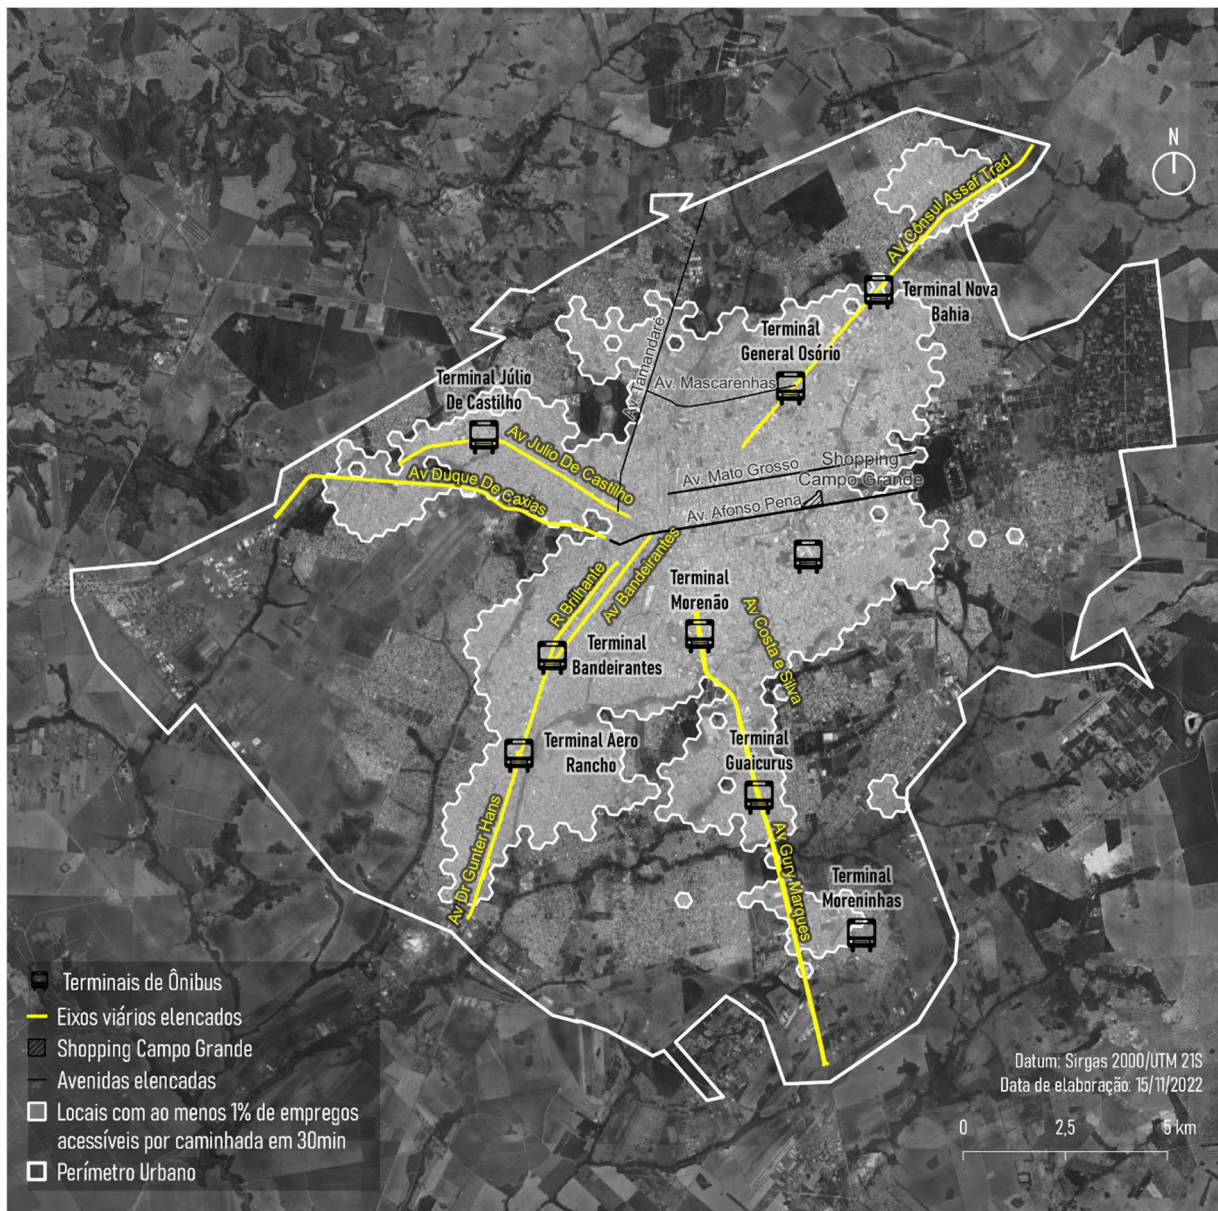 N
AV Cônsul Assaf Trad
Terminal Nova
Bahia
Terminal
General Osório
Av. Tamandaré
Av. Mascarenhas
Terminal Júlio
De Castilho
Av Julio De Castilho
Av Duque De Caxias
Av. Mato Grosso
Shopping
Campo Grande
Av. Afonso Pena
R Brilhante
Av Bandeirantes
Terminal
Morenão
Av Costa e Silva
Terminal
Bandeirantes
Terminal Aero
Rancho
Terminal
Guaicurus
Av Dr Gunter Hans
Av Gury Marques
Terminal
Moreninhas
Terminais de Ônibus
Eixos viários elencados
Shopping Campo Grande
Avenidas elencadas
Locais com ao menos 1% de empregos
acessíveis por caminhada em 30min
Perímetro Urbano
Datum: Sirgas 2000/UTM 21S
Data de elaboração: 15/11/2022
0 2,5 5 km